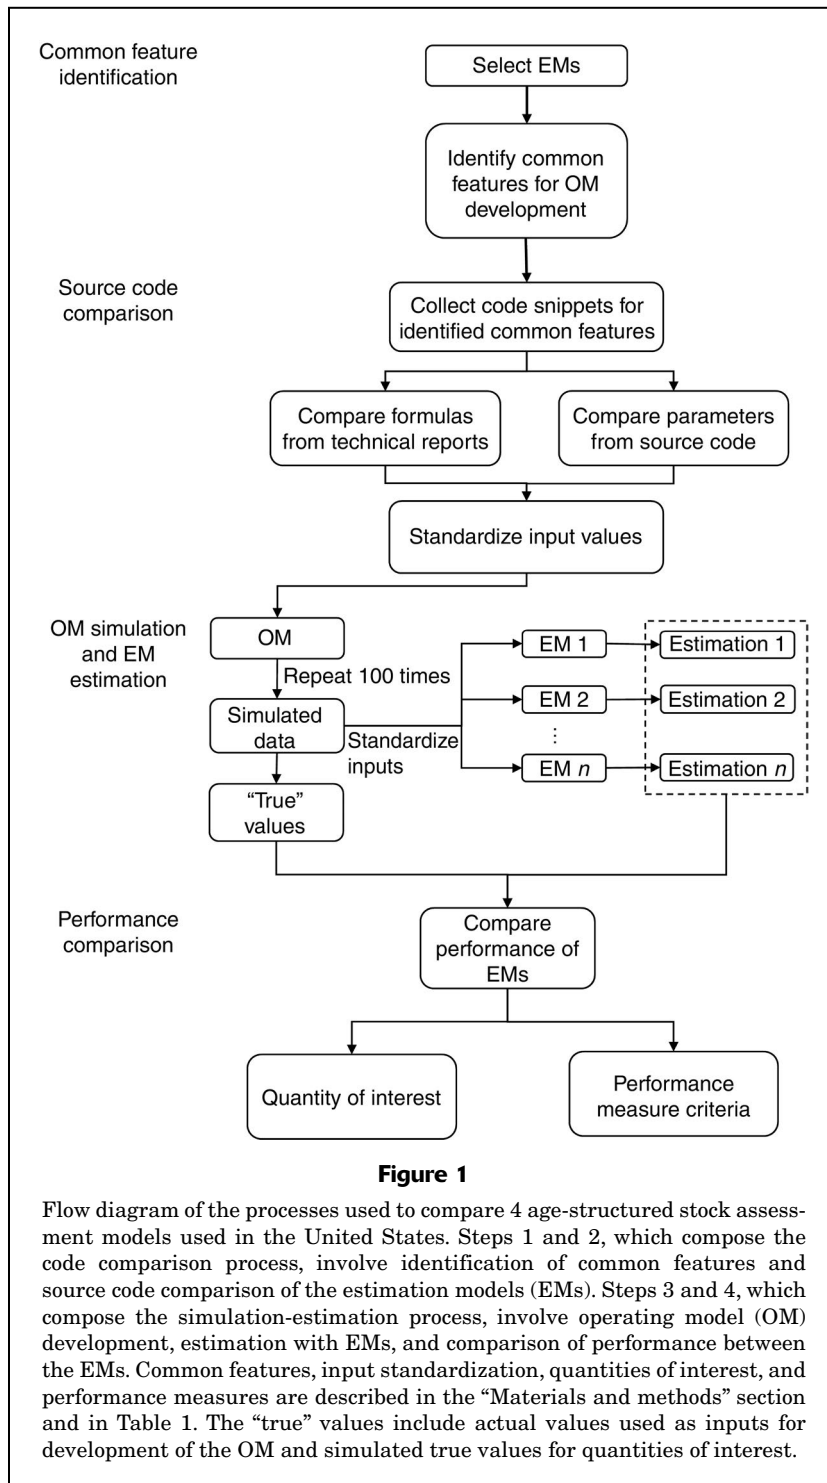 Common feature
identification
Select EMs
Identify common
features for OM
development
Source code
comparison
Collect code snippets for
identified common features
Compare formulas
from technical reports
Compare parameters
from source code
Standardize input values
OM simulation
and EM
estimation
OM
Repeat 100 times
Simulated
data
Standardize
inputs
"True"
values
EM 1
Estimation 1
EM 2
Estimation 2
⋮
EM n
Estimation n
Performance
comparison
Compare
performance of
EMs
Quantity of interest
Performance
measure criteria
Figure 1
Flow diagram of the processes used to compare 4 age-structured stock assess-
ment models used in the United States. Steps 1 and 2, which compose the
code comparison process, involve identification of common features and
source code comparison of the estimation models (EMs). Steps 3 and 4, which
compose the simulation-estimation process, involve operating model (OM)
development, estimation with EMs, and comparison of performance between
the EMs. Common features, input standardization, quantities of interest, and
performance measures are described in the “Materials and methods” section
and in Table 1. The “true” values include actual values used as inputs for
development of the OM and simulated true values for quantities of interest.